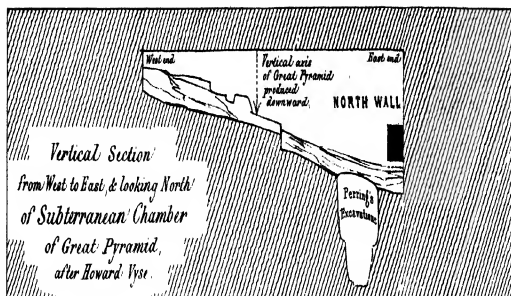 West end
Vertical axis
of Great Pyramid
produced
downward.
East end
NORTH WALL
Vertical Section
from West to East, & looking North
of Subterranean Chamber
of Great Pyramid,
after Howard Vyse.
Perring's
Excavations